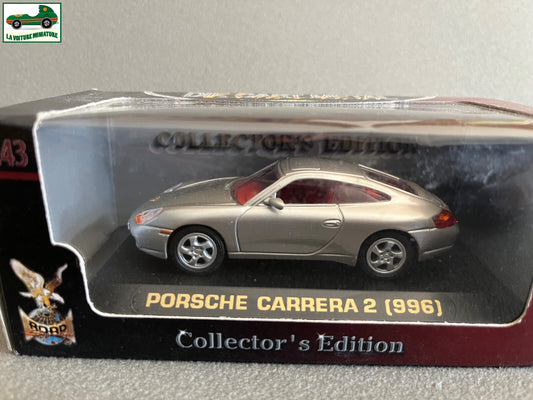 LA VOITURE MINIATURE
COLLECTOR'S EDITION
43
PORSCHE CARRERA 2 (996)
ROAD
Collector's Edition